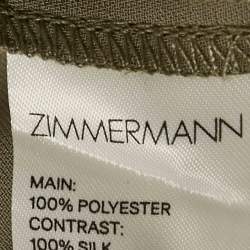 ZIMMERMANN
MAIN:
100% POLYESTER
CONTRAST:
100% SILK